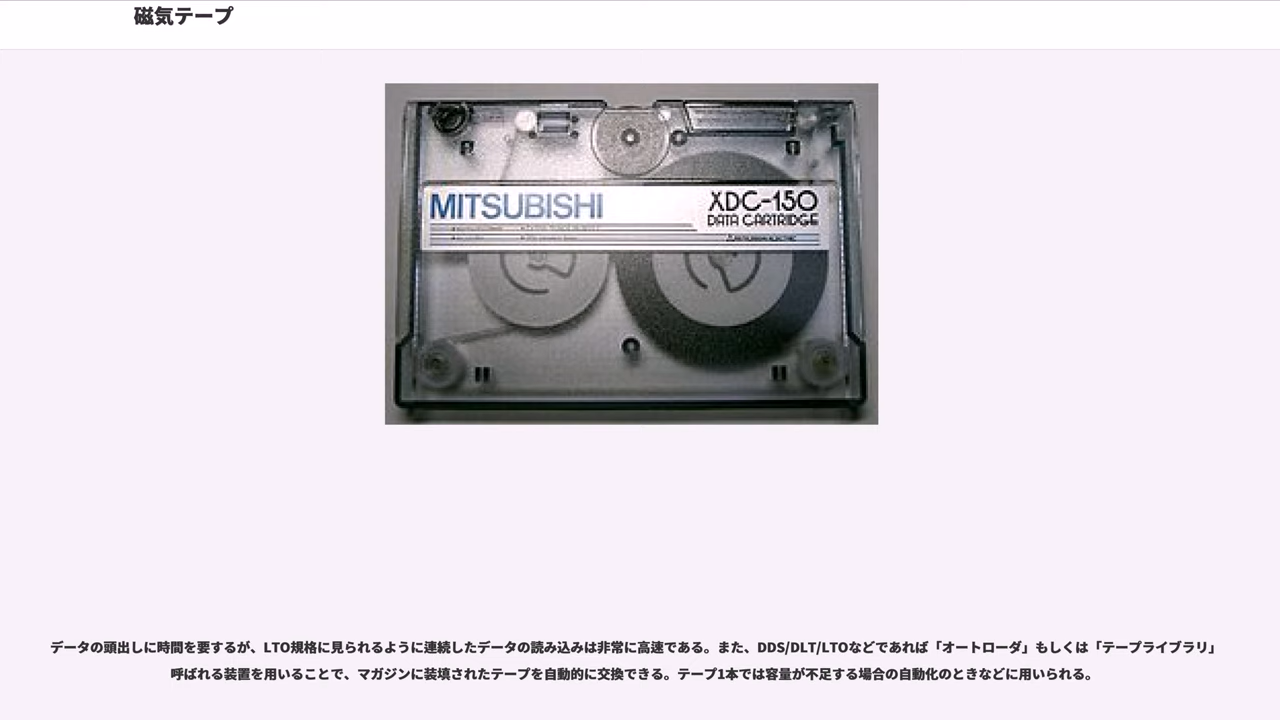 磁気テープ
MITSUBISHI
XDC-150
DATA CARTRIDGE
データの頭出しに時間を要するが、LTO規格に見られるように連続したデータの読み込みは非常に高速である。また、DDS/DLT/LTOなどであれば「オートローダ」もしくは「テープライブラリ」
呼ばれる装置を用いることで、マガジンに装填されたテープを自動的に交換できる。テープ1本では容量が不足する場合の自動化のときなどに用いられる。